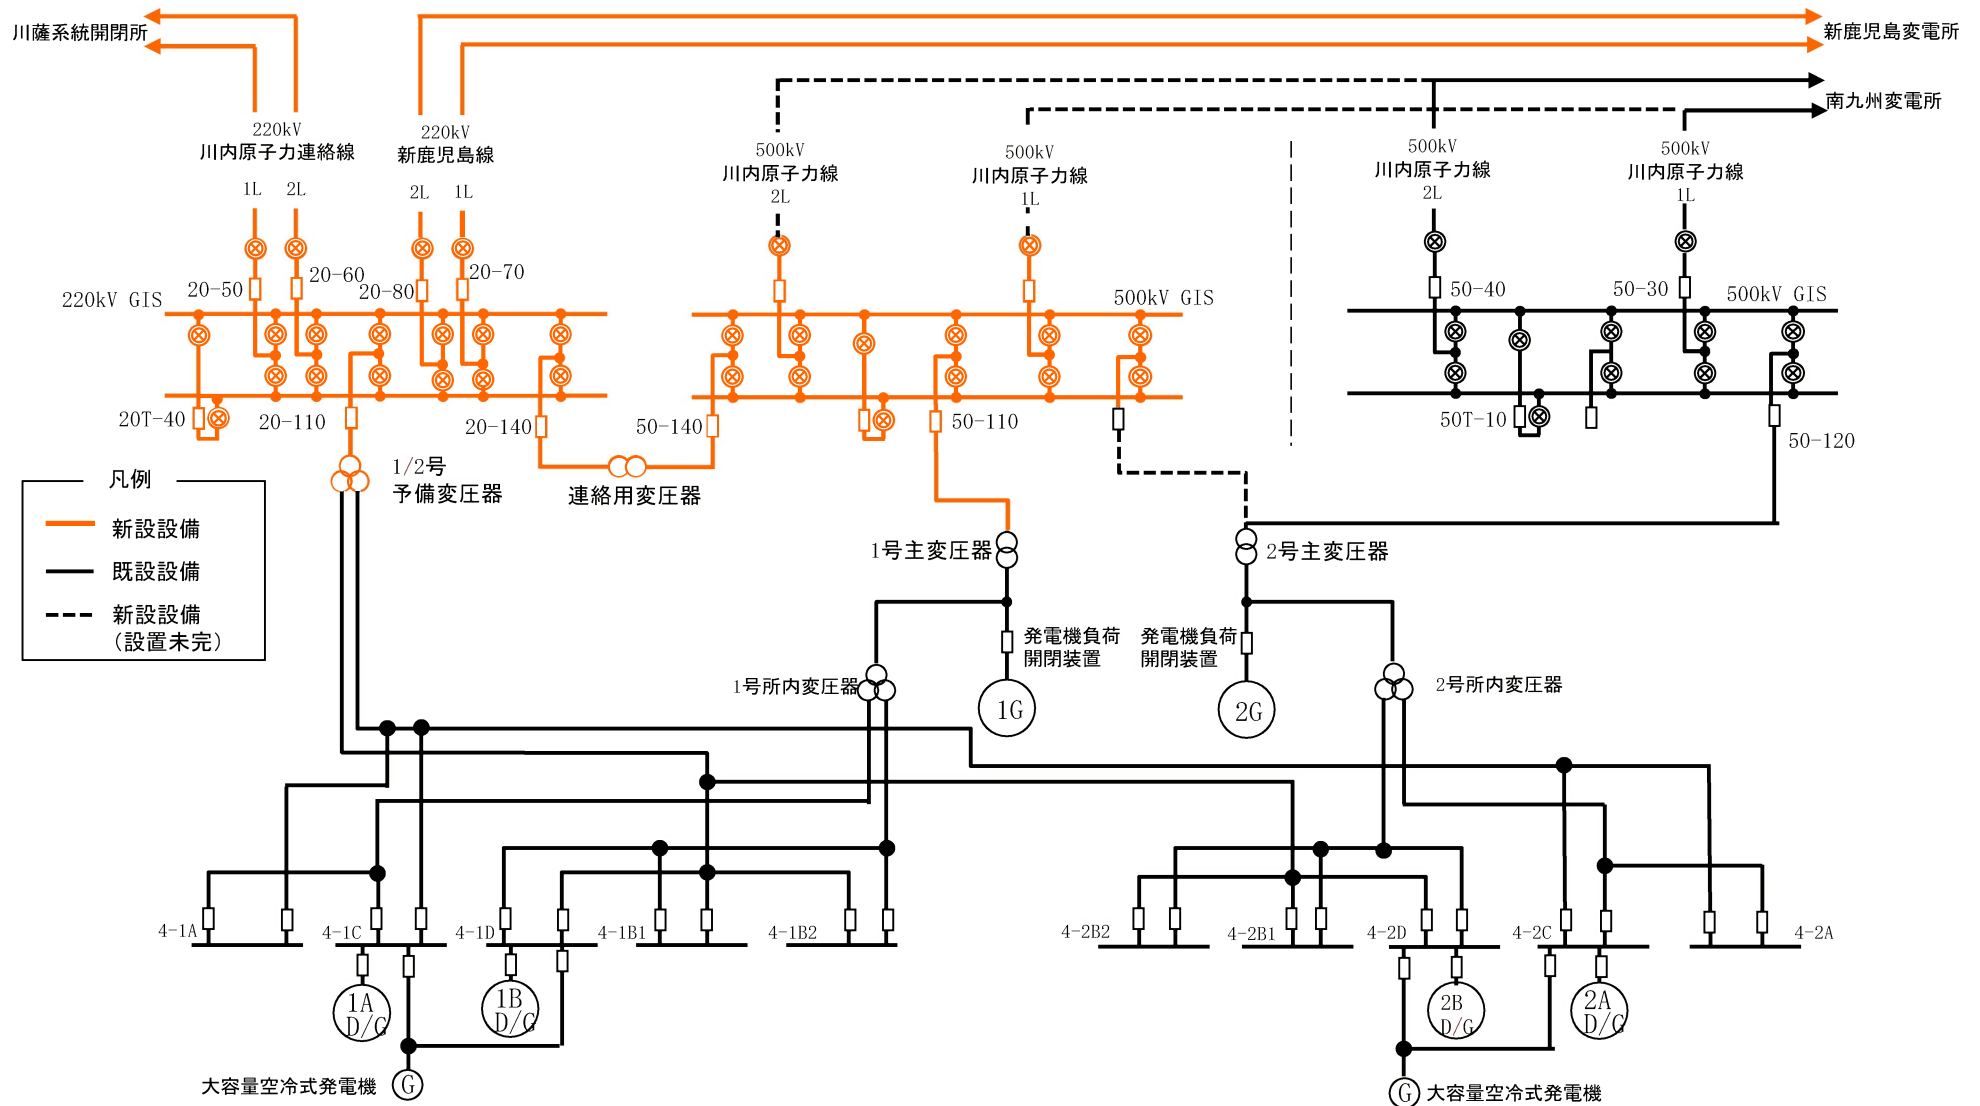 川薩系統開閉所
新鹿児島変電所
南九州変電所
220kV
川内原子力連絡線
1L
2L
220kV
新鹿児島線
2L
1L
500kV
川内原子力線
2L
500kV
川内原子力線
1L
500kV
川内原子力線
2L
500kV
川内原子力線
1L
220kV GIS
20-50
20-60
20-80
20-70
500kV GIS
50-40
50-30
500kV GIS
20T-40
20-110
20-140
50-140
50-110
50T-10
50-120
1/2号
予備変圧器
連絡用変圧器
凡例
新設設備
既設設備
新設設備
(設置未完)
1号主変圧器
2号主変圧器
発電機負荷
開閉装置
発電機負荷
開閉装置
1号所内変圧器
1G
2G
2号所内変圧器
4-1A
4-1C
4-1D
4-1B1
4-1B2
4-2B2
4-2B1
4-2D
4-2C
4-2A
1A
D/G
1B
D/G
2B
D/G
2A
D/G
大容量空冷式発電機
G
G
大容量空冷式発電機